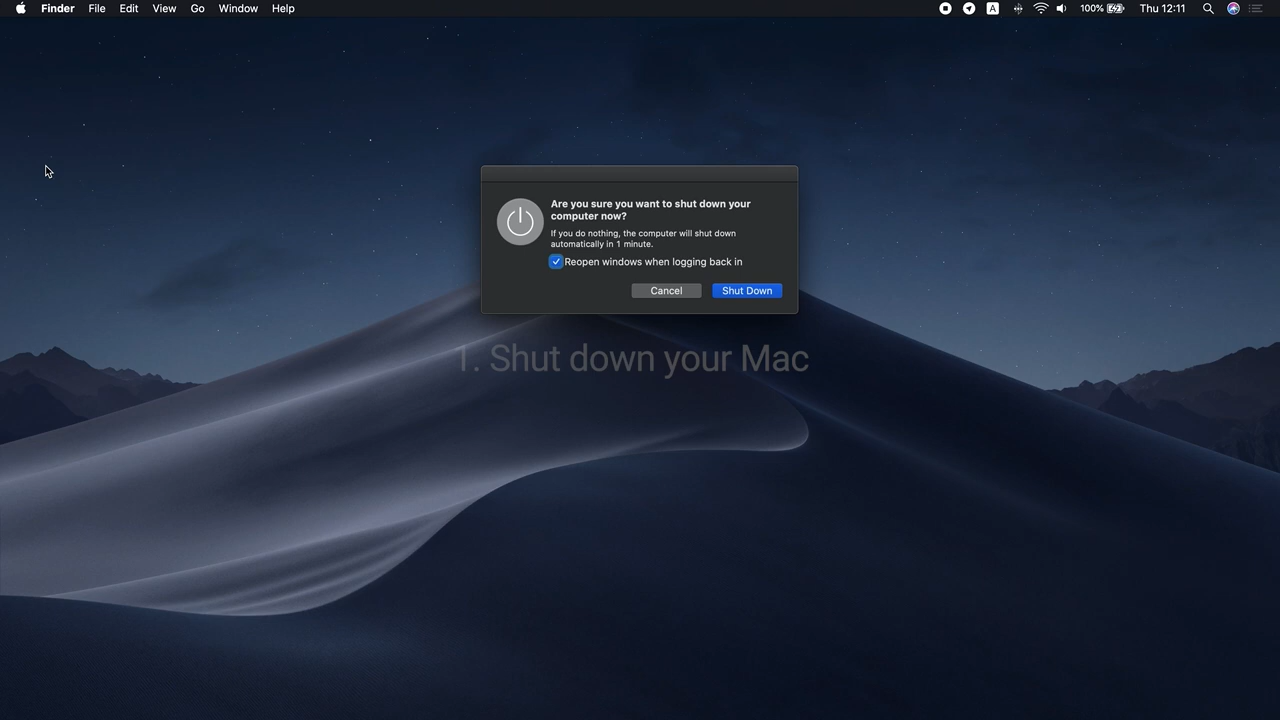 Finder File Edit View Go Window Help A 100% Thu 12:11
Are you sure you want to shut down your
computer now?
If you do nothing, the computer will shut down
automatically in 1 minute.
Reopen windows when logging back in
Cancel Shut Down
1. Shut down your Mac